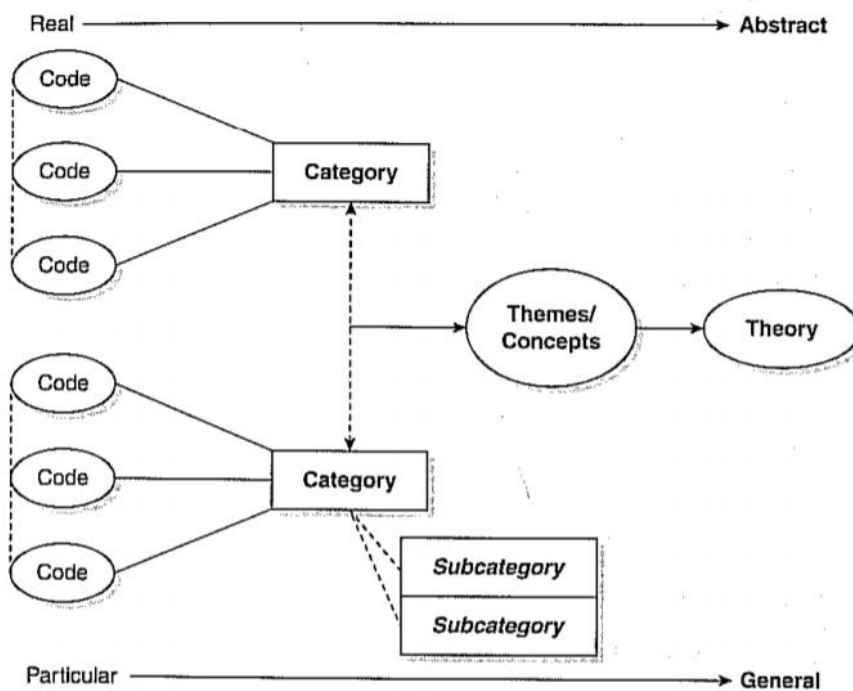 Real
Abstract
Code
Code
Category
Code
Themes/
Concepts
Theory
Code
Code
Category
Code
Subcategory
Subcategory
Particular
General